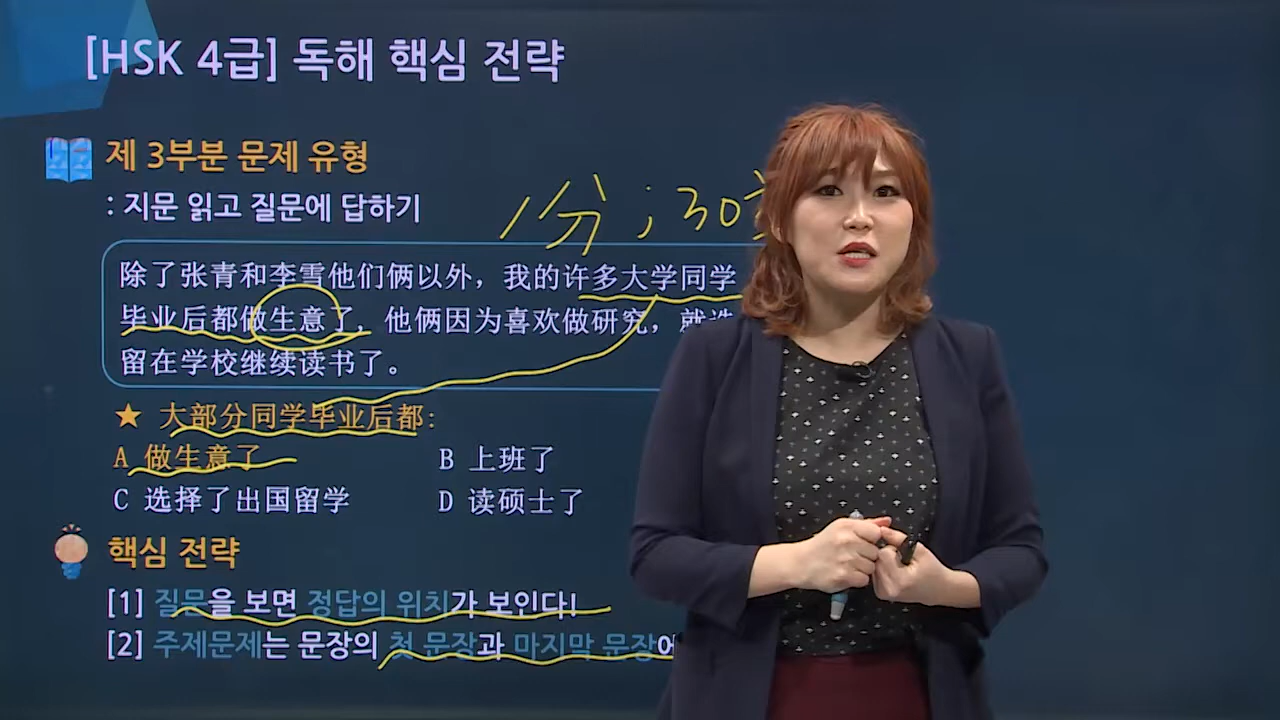 [HSK 4급] 독해 핵심 전략
제 3부분 문제 유형
: 지문 읽고 질문에 답하기
1分 ; 30
除了张青和李雪他们俩以外，我的许多大学同学
毕业后都做生意了，他俩因为喜欢做研究，就选
留在学校继续读书了。
★ 大部分同学毕业后都:
A 做生意了 B 上班了
C 选择了出国留学 D 读硕士了
핵심 전략
[1] 질문을 보면 정답의 위치가 보인다!
[2] 주제문제는 문장의 첫 문장과 마지막 문장에